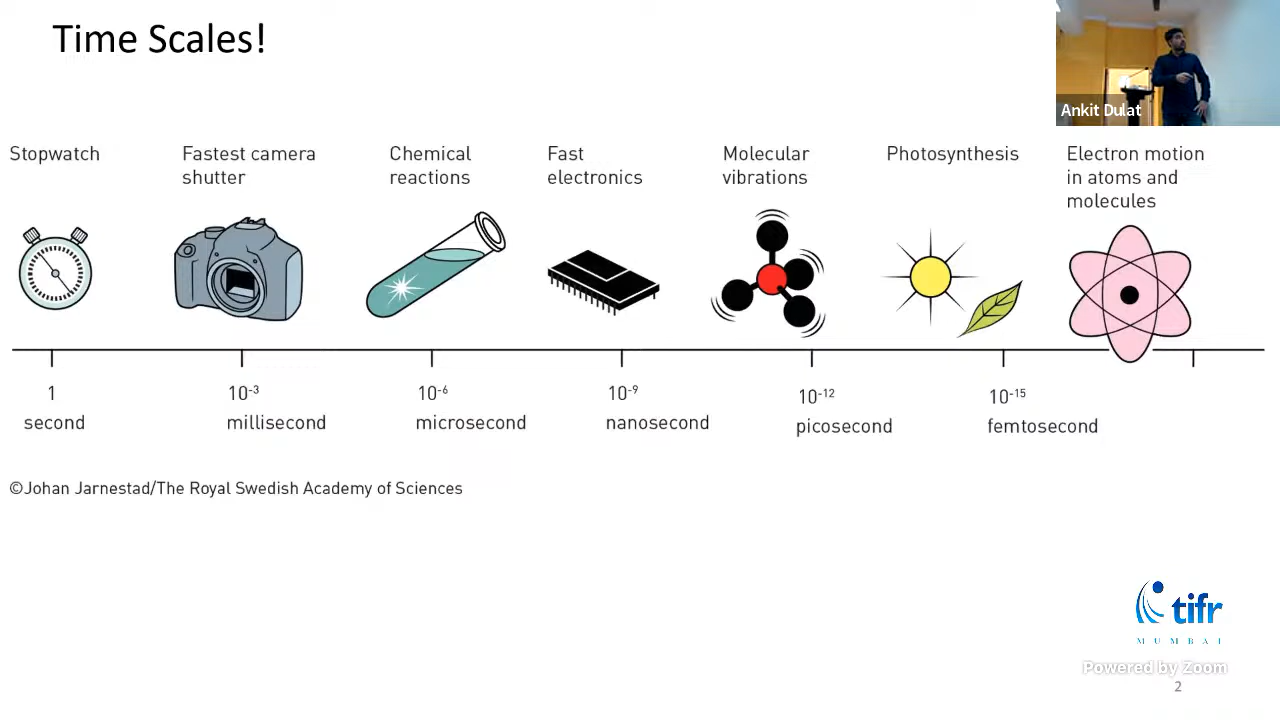 Time Scales!
Ankit Dulat
Stopwatch
Fastest camera
shutter
Chemical
reactions
Fast
electronics
Molecular
vibrations
Photosynthesis
Electron motion
in atoms and
molecules
1
second
10⁻³
millisecond
10⁻⁶
microsecond
10⁻⁹
nanosecond
10⁻¹²
picosecond
10⁻¹⁵
femtosecond
©Johan Jarnestad/The Royal Swedish Academy of Sciences
tifr
MUMBAI
Powered by Zoom
2